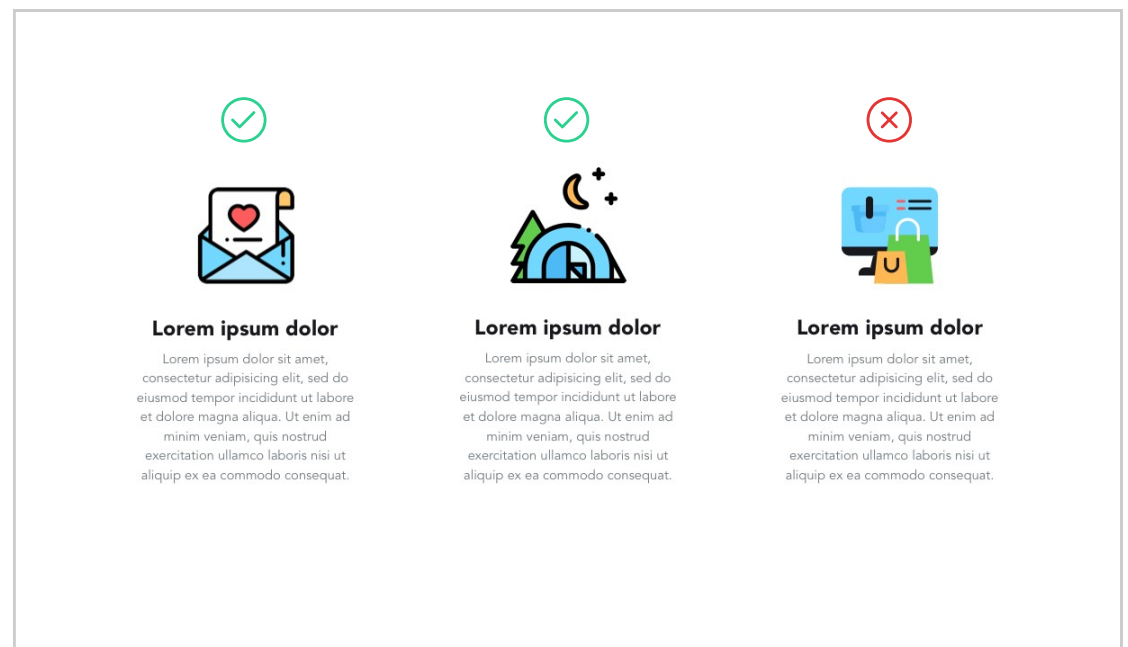 Lorem ipsum dolor
Lorem ipsum dolor sit amet,
consectetur adipisicing elit, sed do
eiusmod tempor incididunt ut labore
et dolore magna aliqua. Ut enim ad
minim veniam, quis nostrud
exercitation ullamco laboris nisi ut
aliquip ex ea commodo consequat.
Lorem ipsum dolor
Lorem ipsum dolor sit amet,
consectetur adipisicing elit, sed do
eiusmod tempor incididunt ut labore
et dolore magna aliqua. Ut enim ad
minim veniam, quis nostrud
exercitation ullamco laboris nisi ut
aliquip ex ea commodo consequat.
Lorem ipsum dolor
Lorem ipsum dolor sit amet,
consectetur adipisicing elit, sed do
eiusmod tempor incididunt ut labore
et dolore magna aliqua. Ut enim ad
minim veniam, quis nostrud
exercitation ullamco laboris nisi ut
aliquip ex ea commodo consequat.